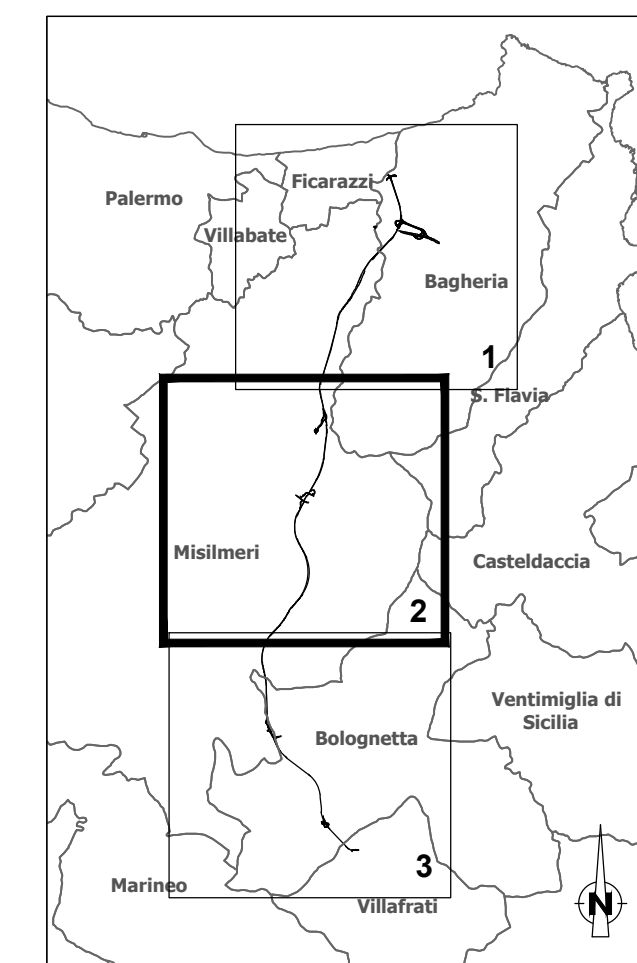 Ficarazzi
Palermo
Villabate
Bagheria
1
S. Flavia
Misilmeri
Casteldaccia
2
Ventimiglia di
Sicilia
Bolognetta
3
Marineo
Villafrati
N